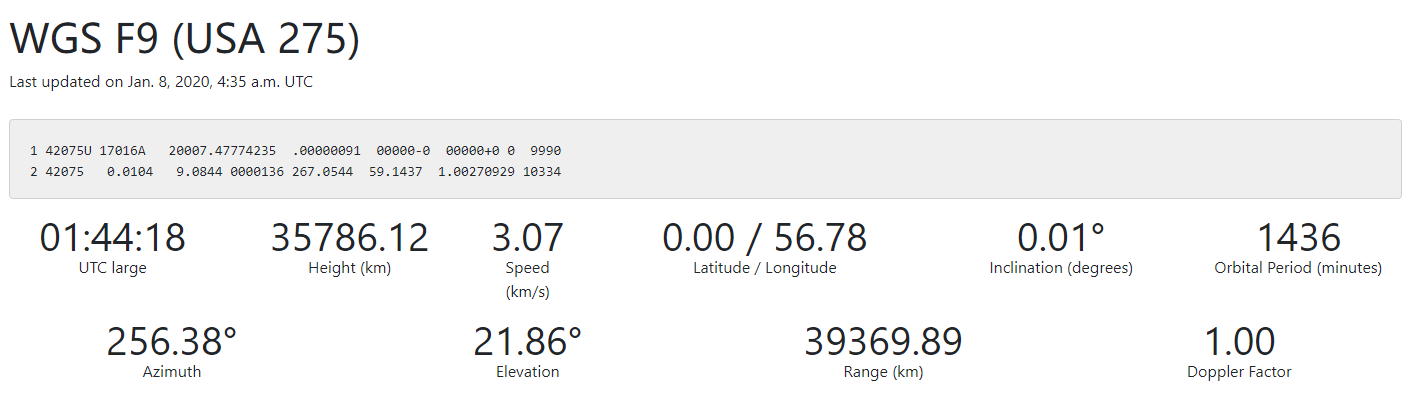 WGS F9 (USA 275)
Last updated on Jan. 8, 2020, 4:35 a.m. UTC
1 42075U 17016A   20007.47774235  .00000091  00000-0  00000+0 0  9990
2 42075   0.0104   9.0844 0000136 267.0544  59.1437  1.00270929 10334
01:44:18 35786.12 3.07 0.00 / 56.78 0.01° 1436
UTC large Height (km) Speed Latitude / Longitude Inclination (degrees) Orbital Period (minutes)
(km/s)
256.38° 21.86° 39369.89 1.00
Azimuth Elevation Range (km) Doppler Factor